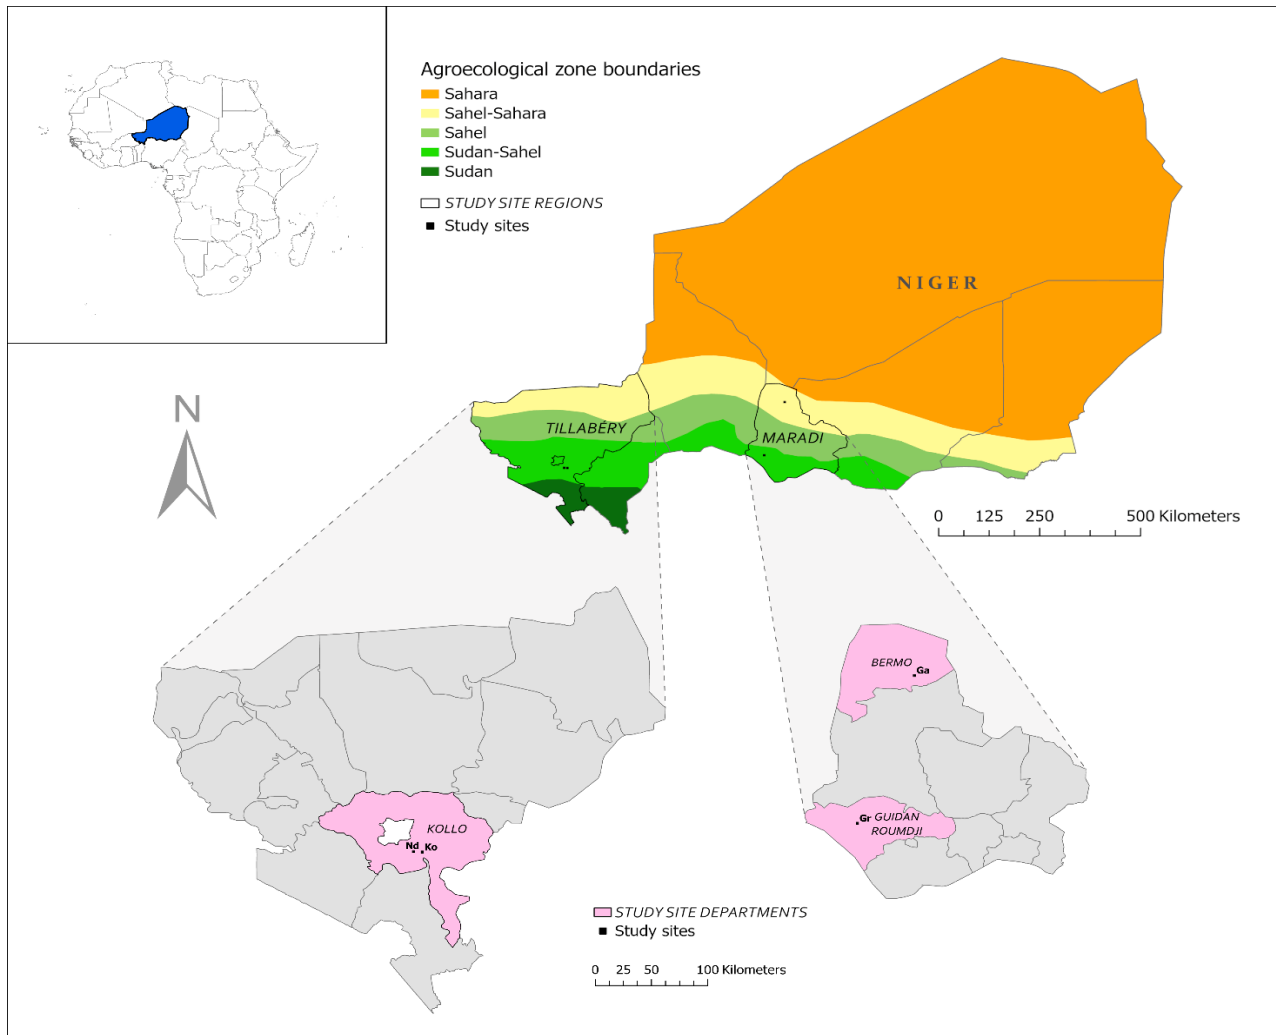 Agroecological zone boundaries
Sahara
Sahel-Sahara
Sahel
Sudan-Sahel
Sudan
STUDY SITE REGIONS
Study sites
NIGER
N
TILLABÉRY
MARADI
0 125 250 500 Kilometers
BERMO
Ga
Gr GUIDAN
ROUMDJI
KOLLO
Nd Ko
STUDY SITE DEPARTMENTS
Study sites
0 25 50 100 Kilometers